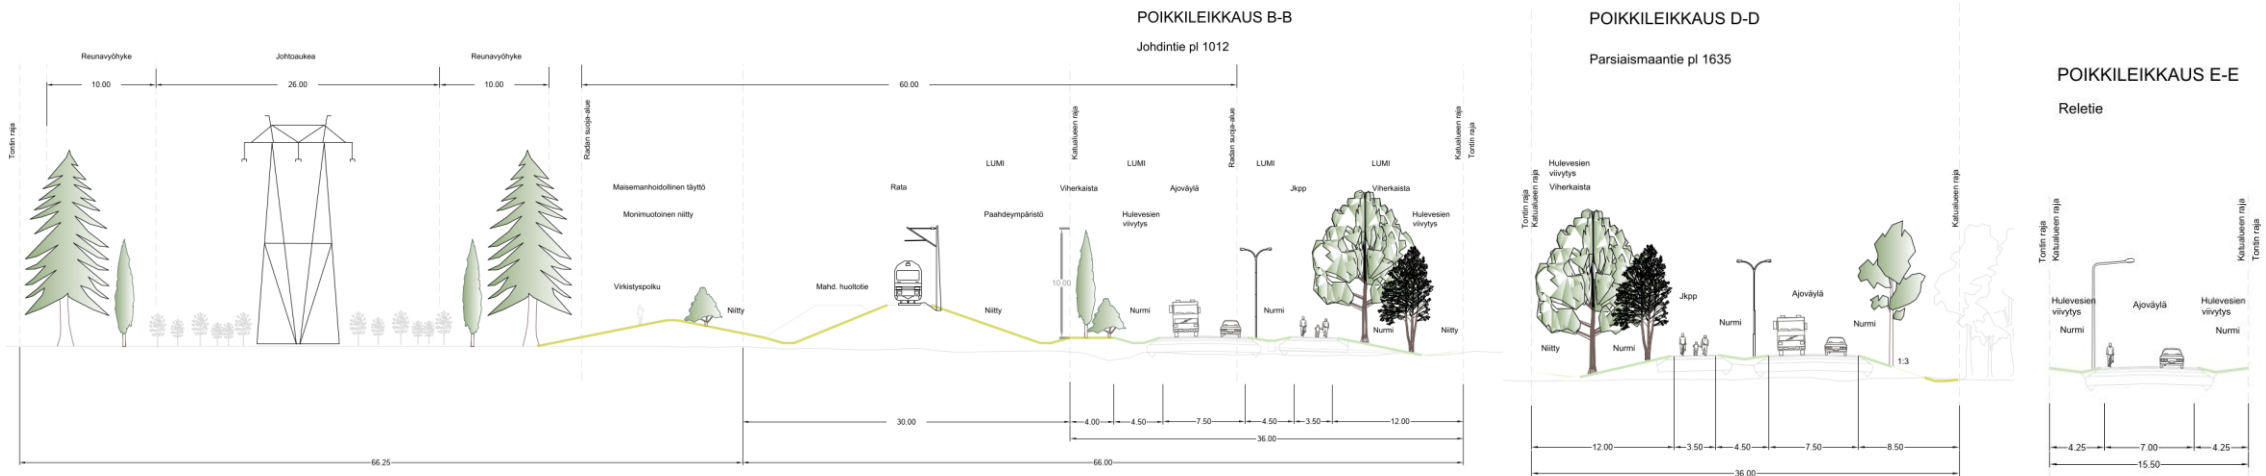 POIKKILEIKKAUS B-B
Johdintie pl 1012
Reunavyöhyke
Johtoaukea
Reunavyöhyke
10.00
26.00
10.00
60.00
Tontin raja
Radan suoja-alue
Katualueen raja
Radan suoja-alue
Katualueen raja
Tontin raja
LUMI
LUMI
LUMI
LUMI
Maisemanhoidollinen täyttö
Rata
Viherkaista
Ajoväylä
Jkpp
Viherkaista
Monimuotoinen niitty
Paahdeympäristö
Hulevesien
viivytys
Hulevesien
viivytys
10.00
Virkistyspolku
Mahd. huoltotie
Niitty
Niitty
Nurmi
Nurmi
Nurmi
Niitty
30.00
4.00
4.50
7.50
4.50
3.50
12.00
36.00
66.25
66.00
POIKKILEIKKAUS D-D
Parsiaismaantie pl 1635
Tontin raja
Katualueen raja
Hulevesien
viivytys
Viherkaista
Katualueen raja
Jkpp
Ajoväylä
Nurmi
Nurmi
Niitty
Nurmi
1:3
12.00
3.50
4.50
7.50
8.50
36.00
POIKKILEIKKAUS E-E
Reletie
Tontin raja
Katualueen raja
Katualueen raja
Tontin raja
Hulevesien
viivytys
Ajoväylä
Hulevesien
viivytys
Nurmi
Nurmi
4.25
7.00
4.25
15.50